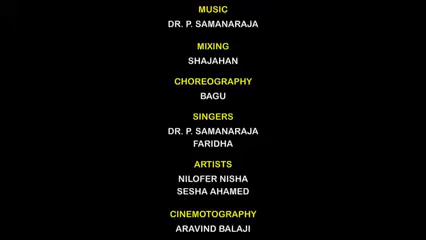 MUSIC
DR. P. SAMANARAJA
MIXING
SHAJAHAN
CHOREOGRAPHY
BAGU
SINGERS
DR. P. SAMANARAJA
FARIDHA
ARTISTS
NILOFER NISHA
SESHA AHAMED
CINEMOTOGRAPHY
ARAVIND BALAJI